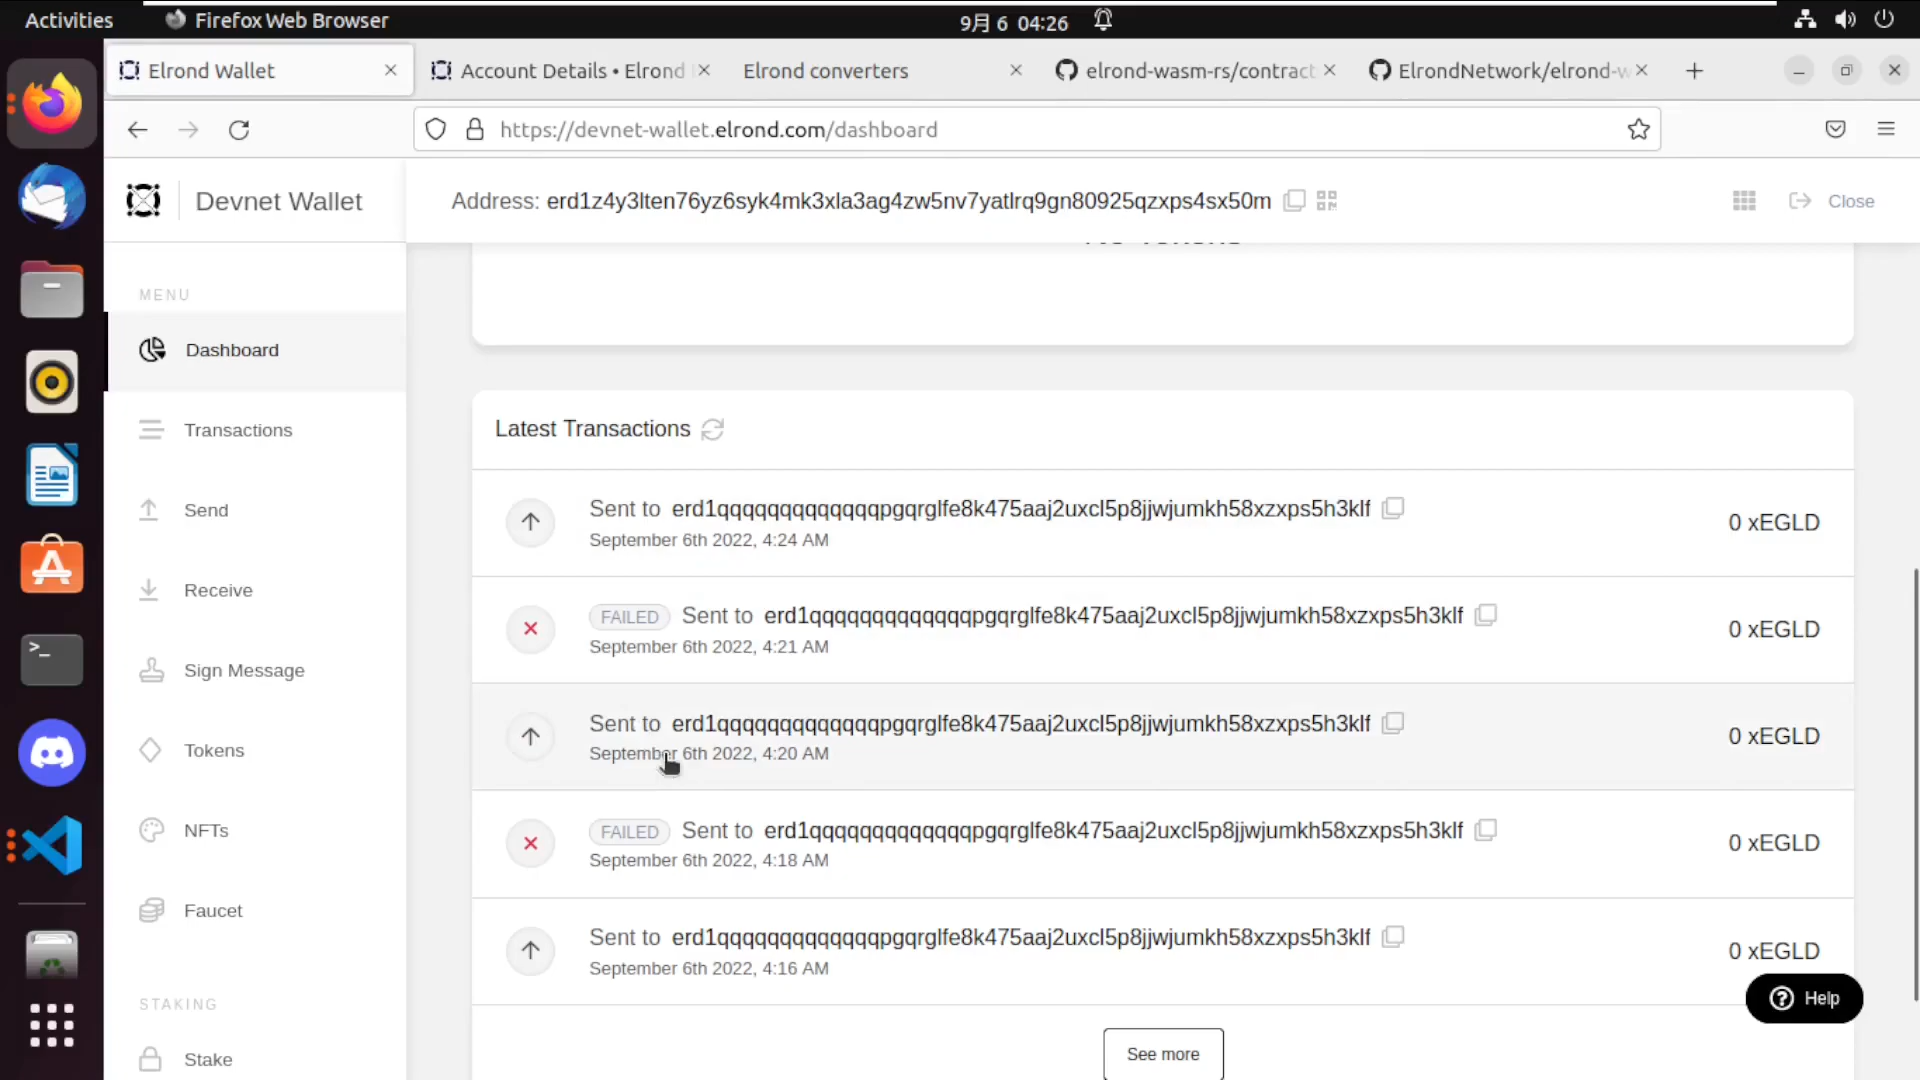 Activities
Firefox Web Browser
9月 6 04:26
Elrond Wallet
Account Details • Elrond
Elrond converters
elrond-wasm-rs/contract
ElrondNetwork/elrond-w
https://devnet-wallet.elrond.com/dashboard
Devnet Wallet
Address: erd1z4y3lten76yz6syk4mk3xla3ag4zw5nv7yatlrq9gn80925qzxps4sx50m
Close
MENU
Dashboard
Transactions
Send
Receive
Sign Message
Tokens
NFTs
Faucet
STAKING
Stake
No Tokens
Latest Transactions
Sent to erd1qqqqqqqqqqqqqpgqrglfe8k475aaj2uxcl5p8jjwjumkh58xzxps5h3klf
September 6th 2022, 4:24 AM
0 xEGLD
FAILED Sent to erd1qqqqqqqqqqqqqpgqrglfe8k475aaj2uxcl5p8jjwjumkh58xzxps5h3klf
September 6th 2022, 4:21 AM
0 xEGLD
Sent to erd1qqqqqqqqqqqqqpgqrglfe8k475aaj2uxcl5p8jjwjumkh58xzxps5h3klf
September 6th 2022, 4:20 AM
0 xEGLD
FAILED Sent to erd1qqqqqqqqqqqqqpgqrglfe8k475aaj2uxcl5p8jjwjumkh58xzxps5h3klf
September 6th 2022, 4:18 AM
0 xEGLD
Sent to erd1qqqqqqqqqqqqqpgqrglfe8k475aaj2uxcl5p8jjwjumkh58xzxps5h3klf
September 6th 2022, 4:16 AM
0 xEGLD
Help
See more